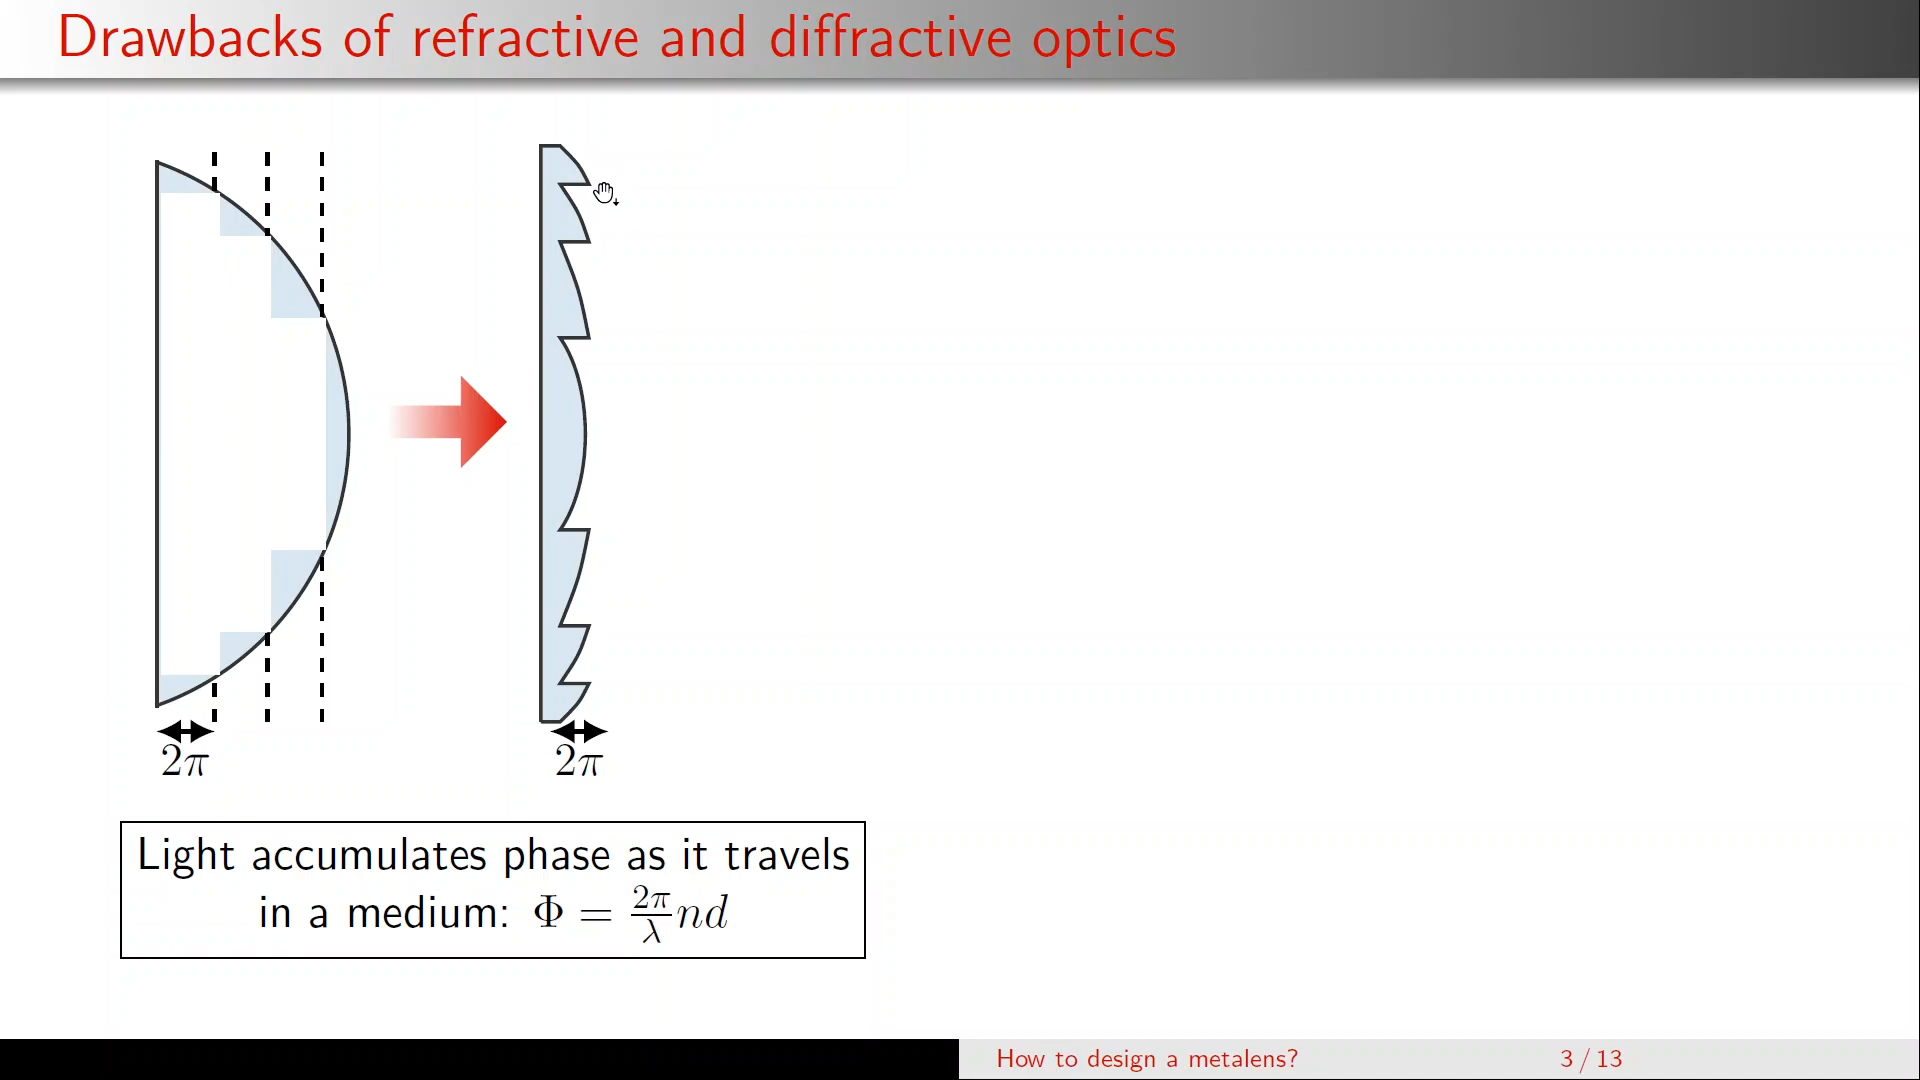 Drawbacks of refractive and diffractive optics
2π
2π
Light accumulates phase as it travels
in a medium: Φ = \frac{2π}{λ}nd
How to design a metalens?
3 / 13